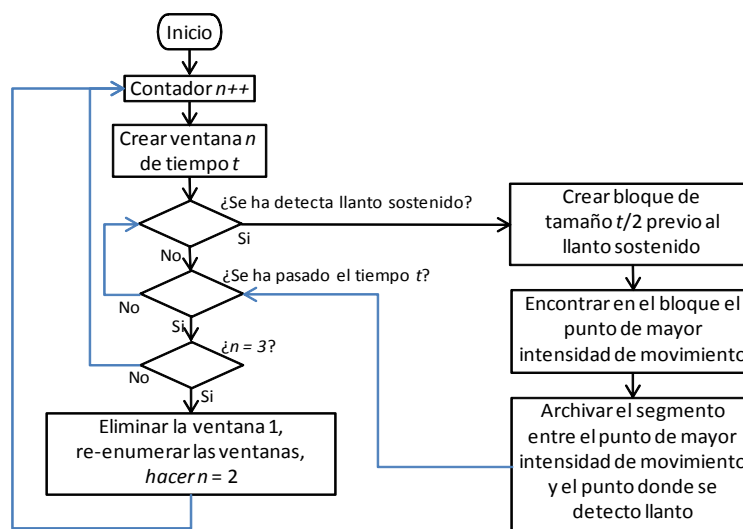 Inicio
Contador n++
Crear ventana n
de tiempo t
¿Se ha detecta llanto sostenido?
Si
No
¿Se ha pasado el tiempo t?
No
Si
¿n = 3?
No
Si
Eliminar la ventana 1,
re-enumerar las ventanas,
hacer n = 2
Crear bloque de
tamaño t/2 previo al
llanto sostenido
Encontrar en el bloque el
punto de mayor
intensidad de movimiento
Archivar el segmento
entre el punto de mayor
intensidad de movimiento
y el punto donde se
detecto llanto